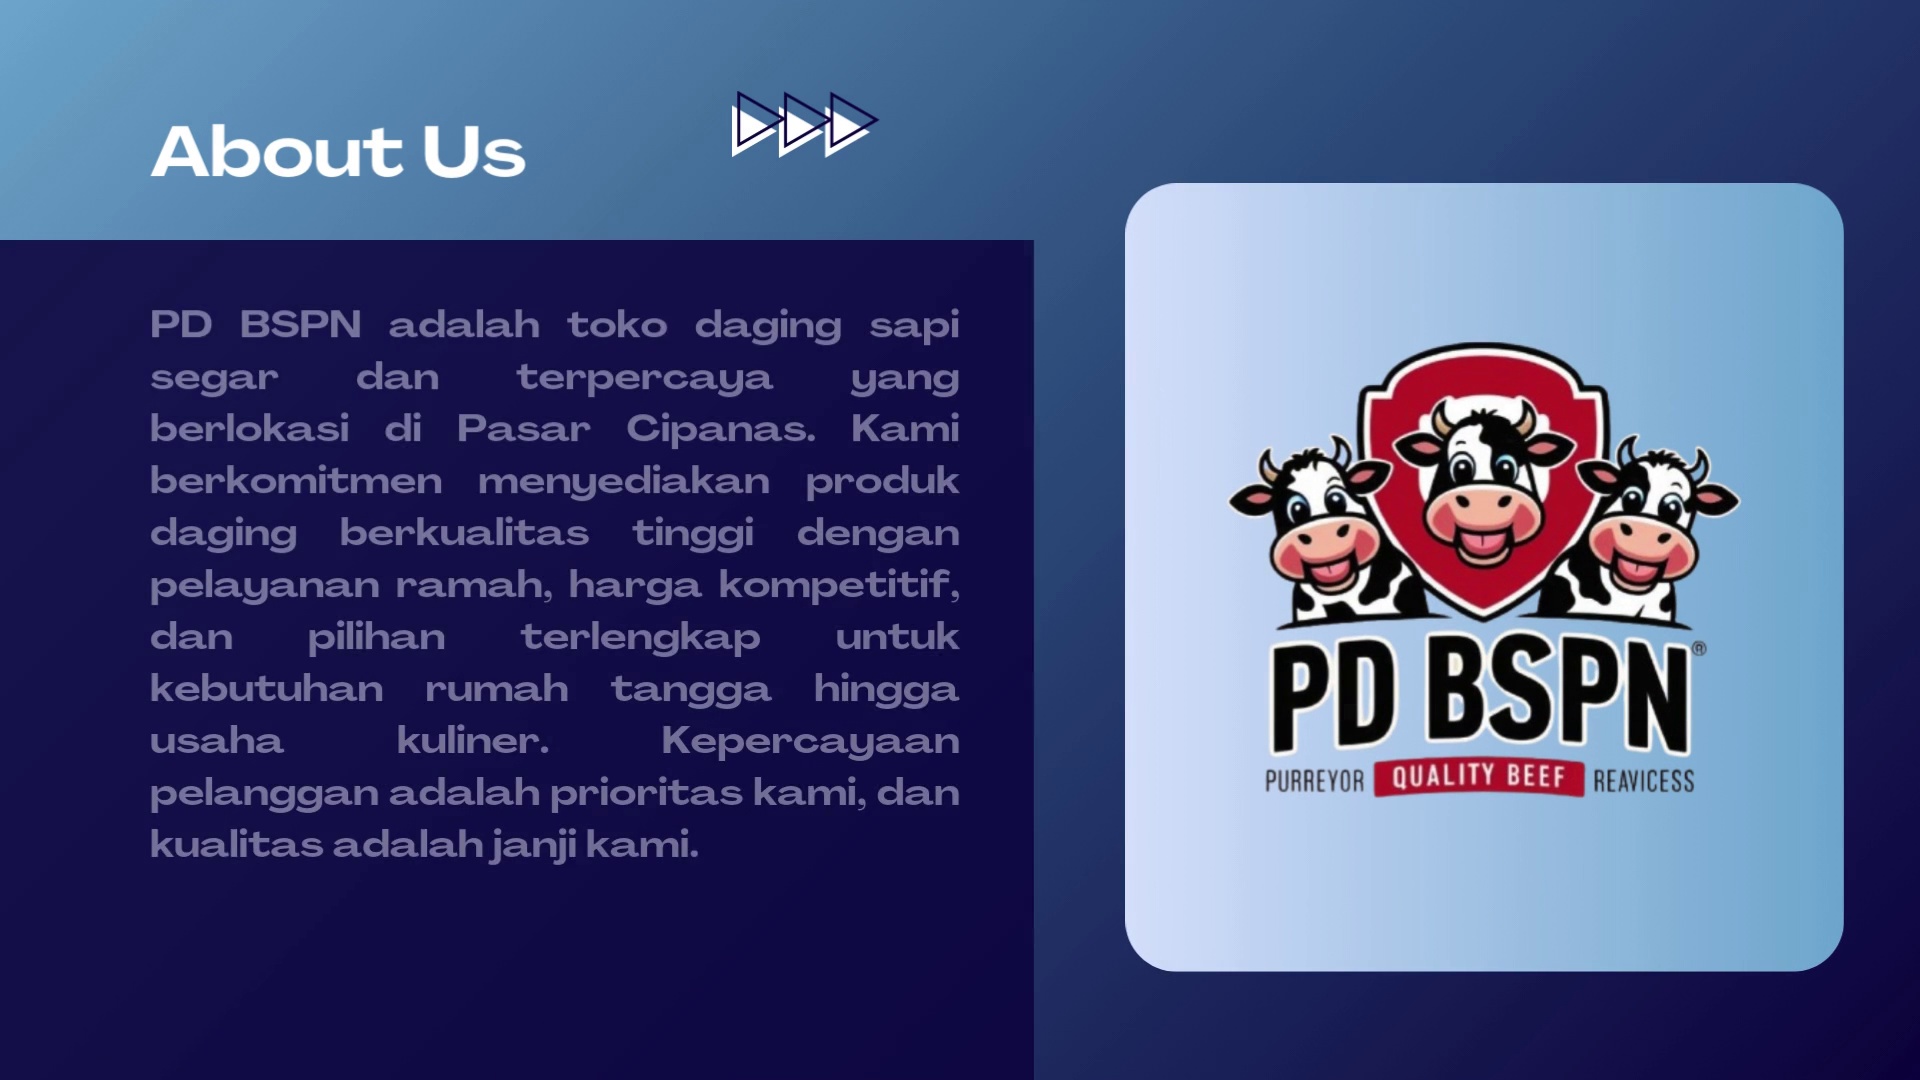 About Us
PD BSPN adalah toko daging sapi
segar dan terpercaya yang
berlokasi di Pasar Cipanas. Kami
berkomitmen menyediakan produk
daging berkualitas tinggi dengan
pelayanan ramah, harga kompetitif,
dan pilihan terlengkap untuk
kebutuhan rumah tangga hingga
usaha kuliner. Kepercayaan
pelanggan adalah prioritas kami, dan
kualitas adalah janji kami.
PD BSPN®
PURREYOR QUALITY BEEF REAVICESS